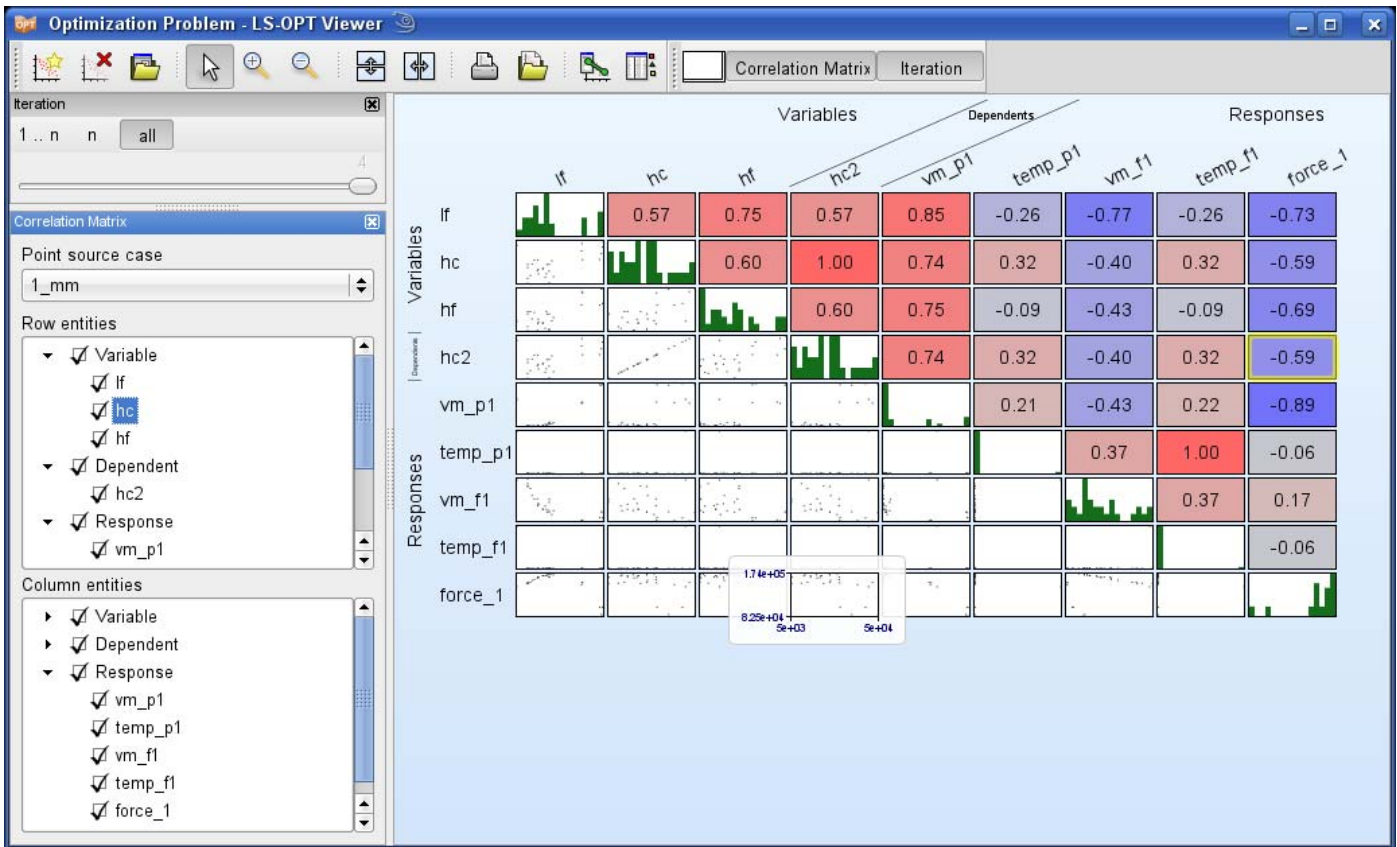 OPT Optimization Problem - LS-OPT Viewer
Correlation Matrix Iteration
Iteration
1 .. n n all
4
Correlation Matrix
Point source case
1_mm
Row entities
Variable
lf
hc
hf
Dependent
hc2
Response
vm_p1
Column entities
Variable
Dependent
Response
vm_p1
temp_p1
vm_f1
temp_f1
force_1
Variables Dependents Responses
lf hc hf hc2 vm_p1 temp_p1 vm_f1 temp_f1 force_1
Variables
Dependents
Responses
lf 0.57 0.75 0.57 0.85 -0.26 -0.77 -0.26 -0.73
hc 0.60 1.00 0.74 0.32 -0.40 0.32 -0.59
hf 0.60 0.75 -0.09 -0.43 -0.09 -0.69
hc2 0.74 0.32 -0.40 0.32 -0.59
vm_p1 0.21 -0.43 0.22 -0.89
temp_p1 0.37 1.00 -0.06
vm_f1 0.37 0.17
temp_f1 -0.06
force_1
1.74e+05
8.25e+04
5e+03 5e+04